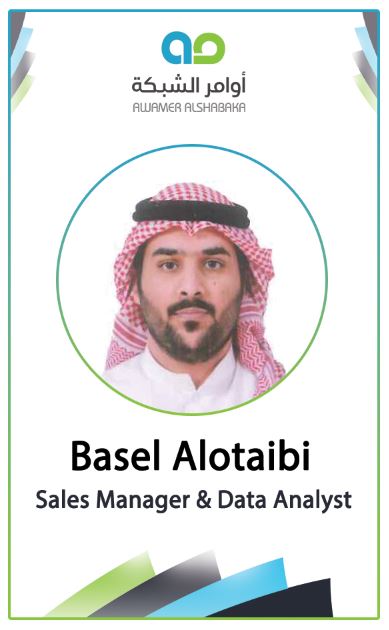 أوامر الشبكة
AWAMER ALSHABAKA
Basel Alotaibi
Sales Manager & Data Analyst